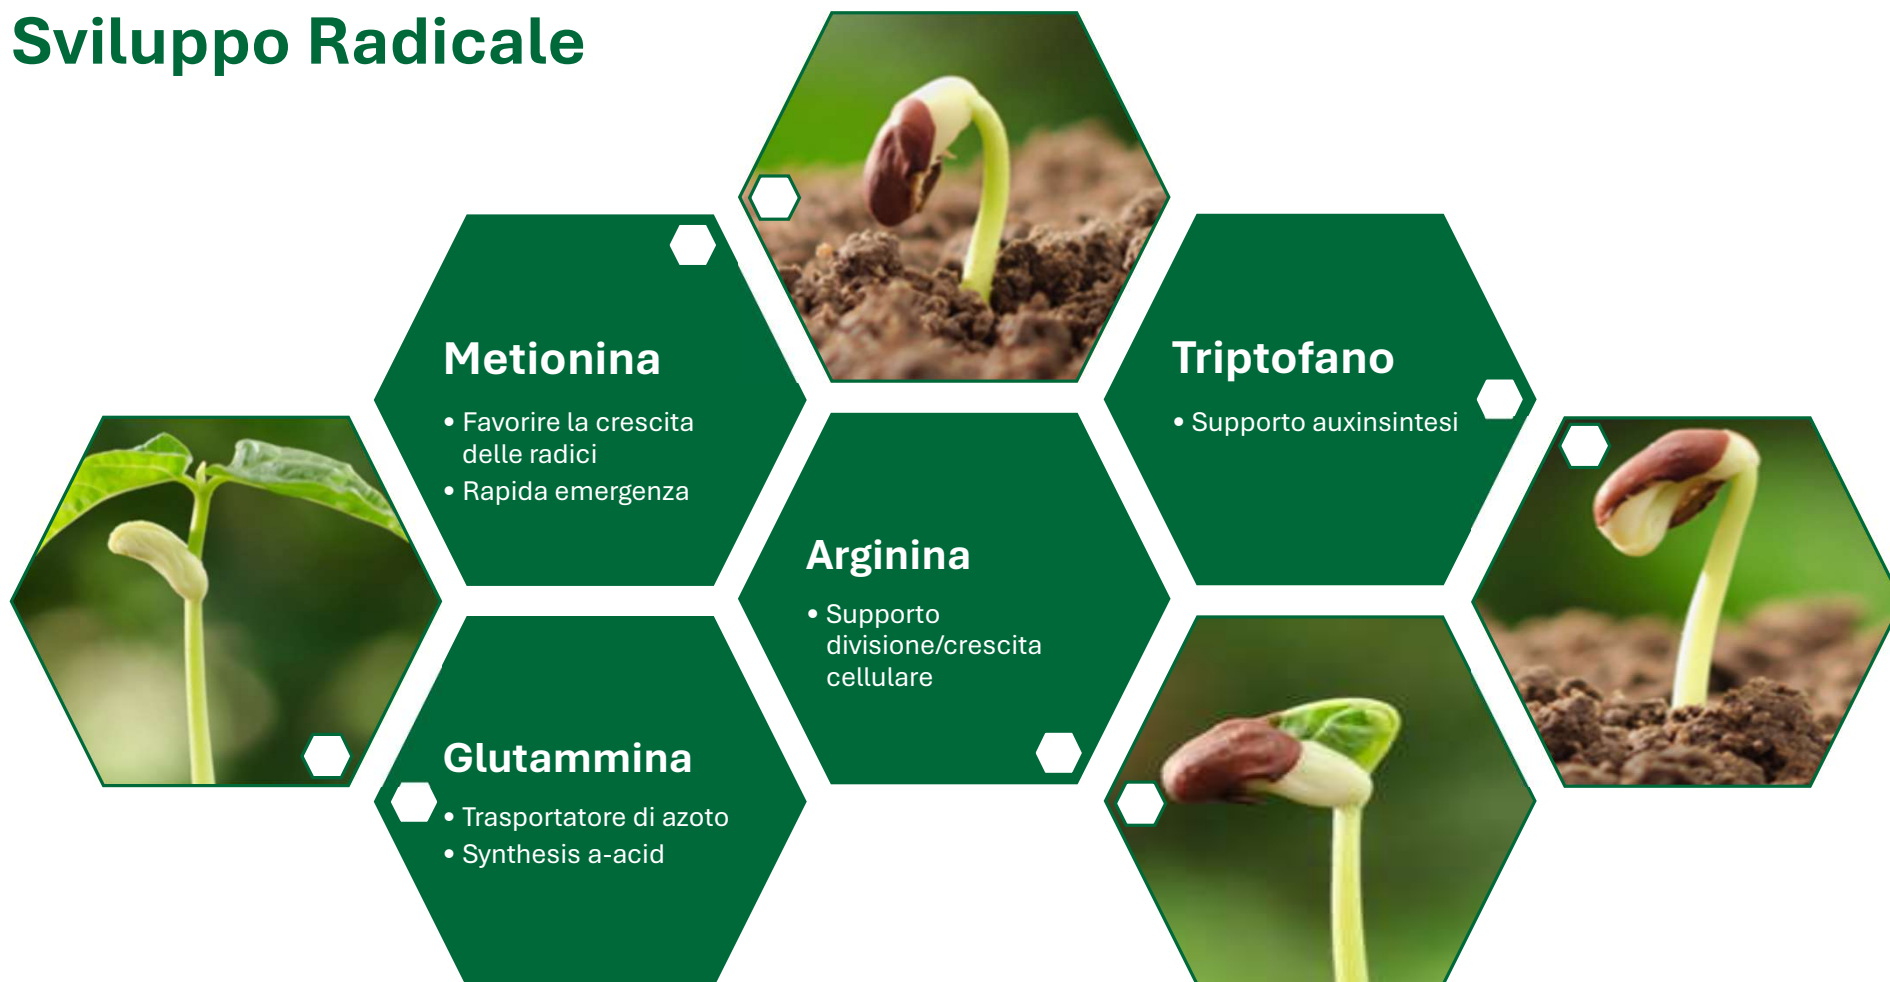 Sviluppo Radicale
Metionina
• Favorire la crescita
delle radici
• Rapida emergenza
Triptofano
• Supporto auxinsintesi
Arginina
• Supporto
divisione/crescita
cellulare
Glutammina
• Trasportatore di azoto
• Synthesis a-acid